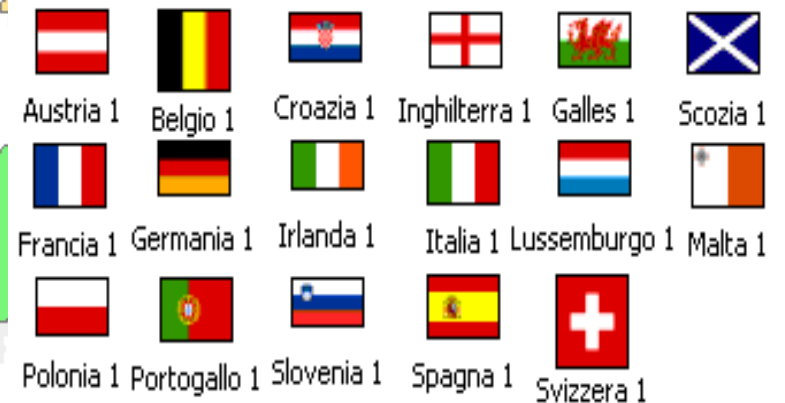 Austria 1
Belgio 1
Croazia 1
Inghilterra 1
Galles 1
Scozia 1
Francia 1
Germania 1
Irlanda 1
Italia 1
Lussemburgo 1
Malta 1
Polonia 1
Portogallo 1
Slovenia 1
Spagna 1
Svizzera 1